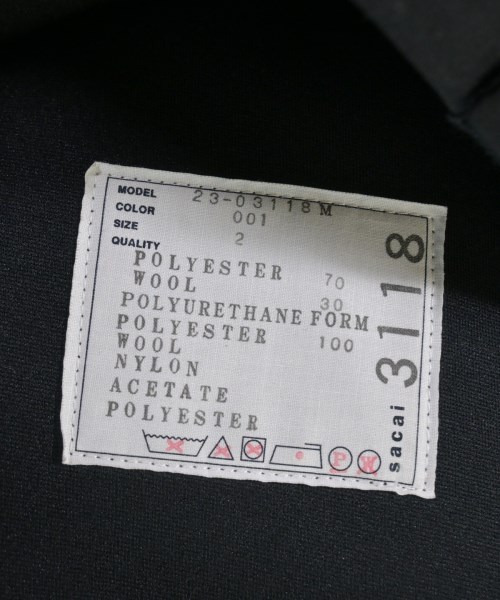 MODEL 23-03118M
COLOR 001
SIZE 2
QUALITY
POLYESTER 70
WOOL 30
POLYURETHANE FORM
POLYESTER 100
WOOL
NYLON
ACETATE
POLYESTER
P W
sacai 3118